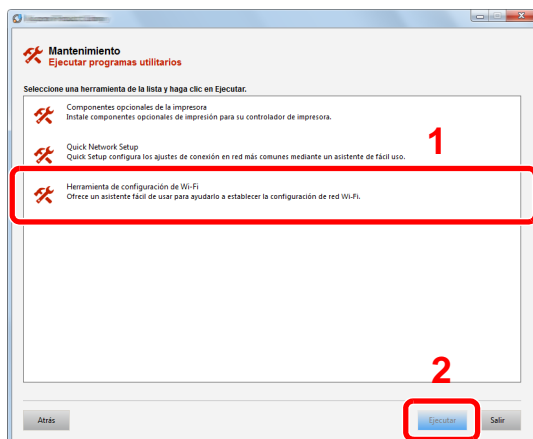 Mantenimiento
Ejecutar programas utilitarios
Seleccione una herramienta de la lista y haga clic en Ejecutar.
Componentes opcionales de la impresora
Instale componentes opcionales de impresión para su controlador de impresora.
1
Quick Network Setup
Quick Setup configura los ajustes de conexión en red más comunes mediante un asistente de fácil uso.
Herramienta de configuración de Wi-Fi
Ofrece un asistente fácil de usar para ayudarlo a establecer la configuración de red Wi-Fi.
2
Atrás
Ejecutar
Salir